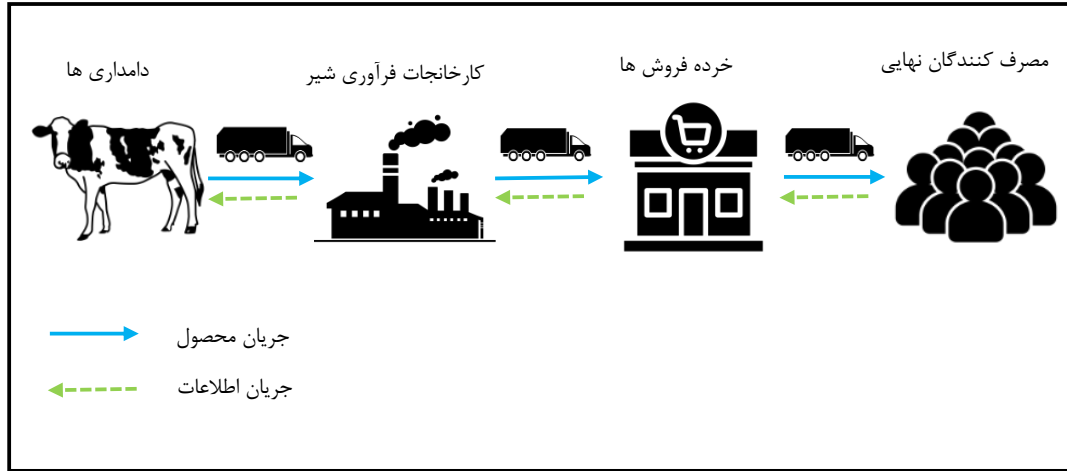 مصرف کنندگان نهایی
خرده فروش ها
کارخانجات فرآوری شیر
دامداری ها
جریان محصول
جریان اطلاعات